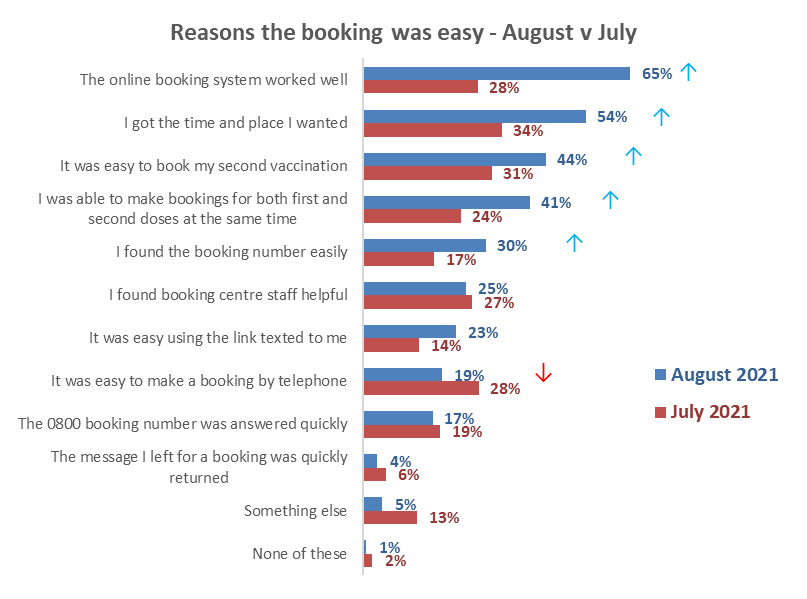 Reasons the booking was easy - August v July
The online booking system worked well
65%
28%
I got the time and place I wanted
54%
34%
It was easy to book my second vaccination
44%
31%
I was able to make bookings for both first and
second doses at the same time
41%
24%
I found the booking number easily
30%
17%
I found booking centre staff helpful
25%
27%
It was easy using the link texted to me
23%
14%
It was easy to make a booking by telephone
19%
28%
The 0800 booking number was answered quickly
17%
19%
The message I left for a booking was quickly
returned
4%
6%
Something else
5%
13%
None of these
1%
2%
August 2021
July 2021